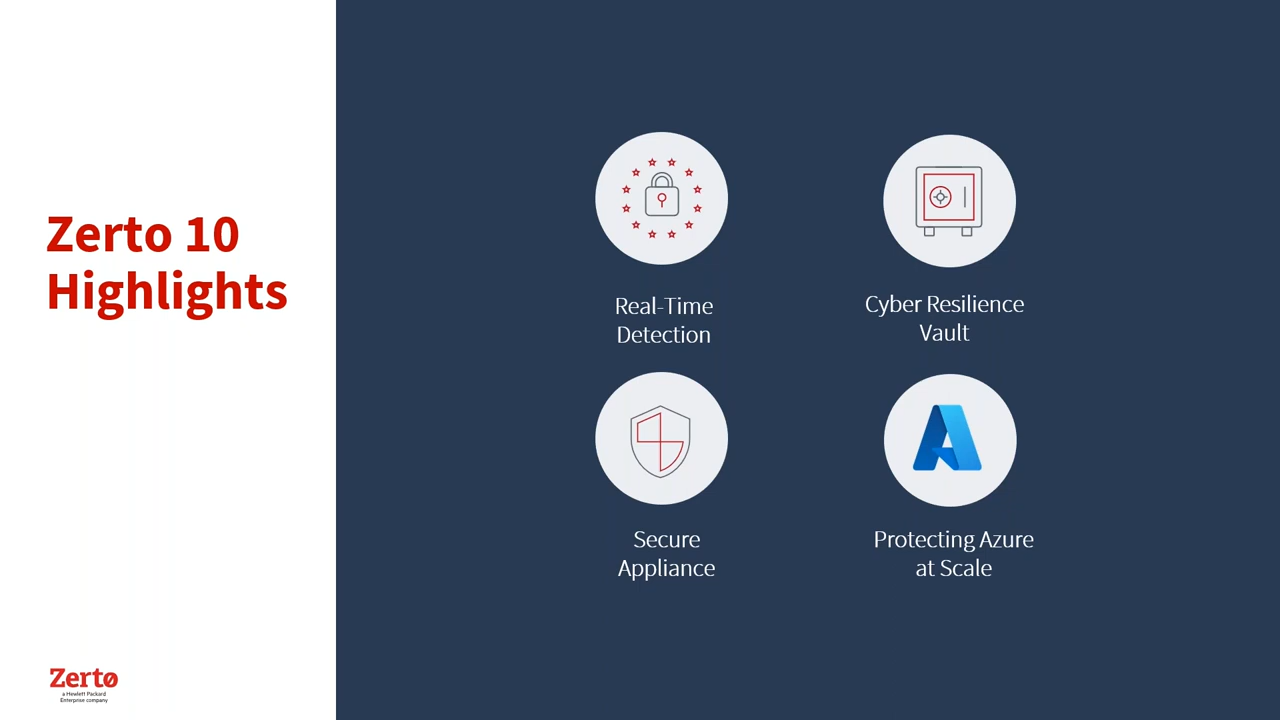 Zerto 10
Highlights
Real-Time
Detection
Cyber Resilience
Vault
Secure
Appliance
Protecting Azure
at Scale
Zerto
a Hewlett Packard
Enterprise company